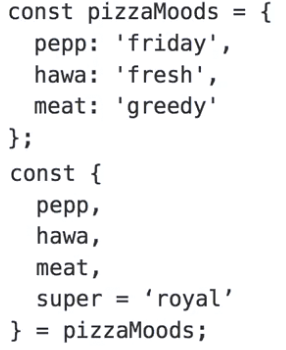 const pizzaMoods = {
  pepp: 'friday',
  hawa: 'fresh',
  meat: 'greedy'
};
const {
  pepp,
  hawa,
  meat,
  super = ‘royal’
} = pizzaMoods;